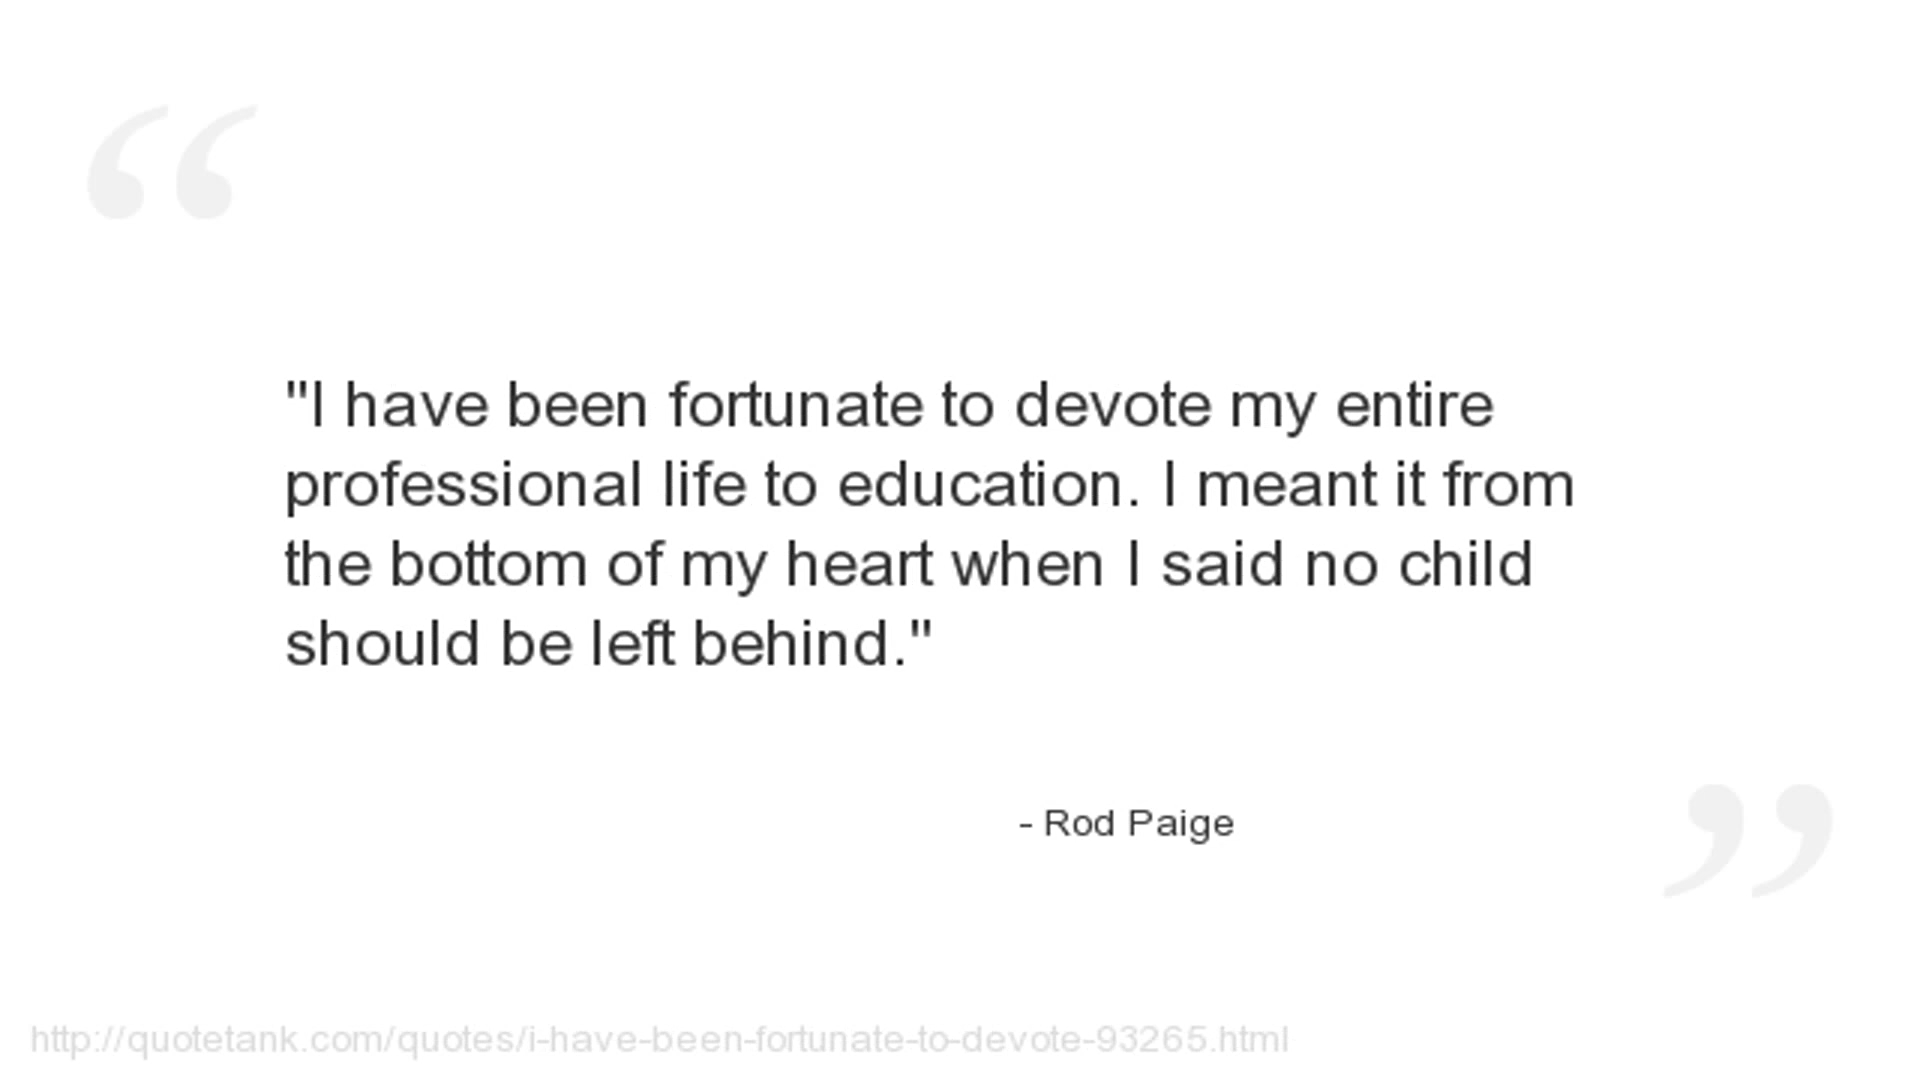 "I have been fortunate to devote my entire
professional life to education. I meant it from
the bottom of my heart when I said no child
should be left behind."
- Rod Paige
http://quotetank.com/quotes/i-have-been-fortunate-to-devote-93265.html